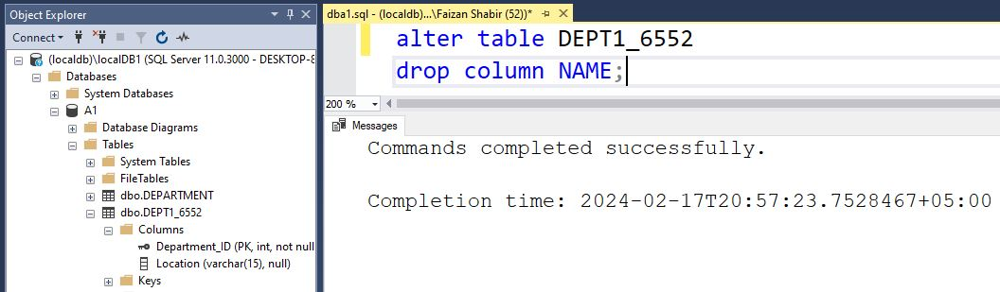 Object Explorer
Connect
(localdb)\localDB1 (SQL Server 11.0.3000 - DESKTOP-8
Databases
System Databases
A1
Database Diagrams
Tables
System Tables
FileTables
dbo.DEPARTMENT
dbo.DEPT1_6552
Columns
Department_ID (PK, int, not null
Location (varchar(15), null)
Keys
dba1.sql - (localdb)...\Faizan Shabir (52))*
alter table DEPT1_6552
drop column NAME;
200 %
Messages
Commands completed successfully.
Completion time: 2024-02-17T20:57:23.7528467+05:00